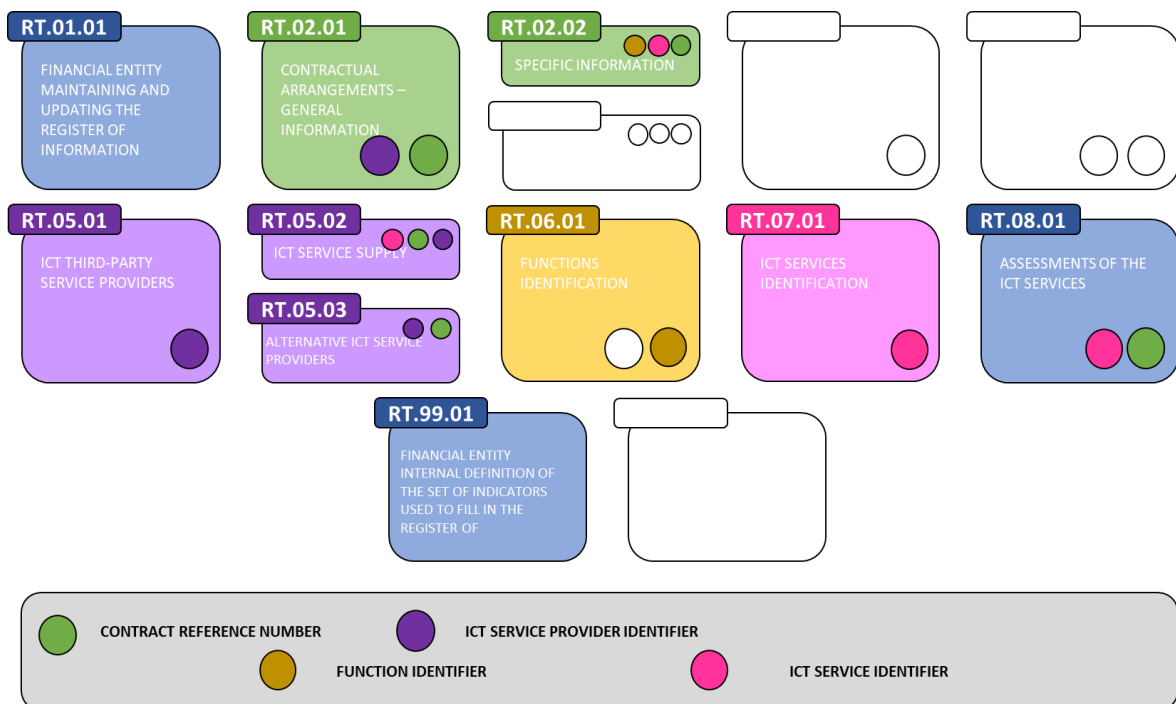 RT.01.01
FINANCIAL ENTITY
MAINTAINING AND
UPDATING THE
REGISTER OF
INFORMATION
RT.02.01
CONTRACTUAL
ARRANGEMENTS –
GENERAL
INFORMATION
RT.02.02
SPECIFIC INFORMATION
RT.05.01
ICT THIRD-PARTY
SERVICE PROVIDERS
RT.05.02
ICT SERVICE SUPPLY
RT.05.03
ALTERNATIVE ICT SERVICE
PROVIDERS
RT.06.01
FUNCTIONS
IDENTIFICATION
RT.07.01
ICT SERVICES
IDENTIFICATION
RT.08.01
ASSESSMENTS OF THE
ICT SERVICES
RT.99.01
FINANCIAL ENTITY
INTERNAL DEFINITION OF
THE SET OF INDICATORS
USED TO FILL IN THE
REGISTER OF
CONTRACT REFERENCE NUMBER
ICT SERVICE PROVIDER IDENTIFIER
FUNCTION IDENTIFIER
ICT SERVICE IDENTIFIER